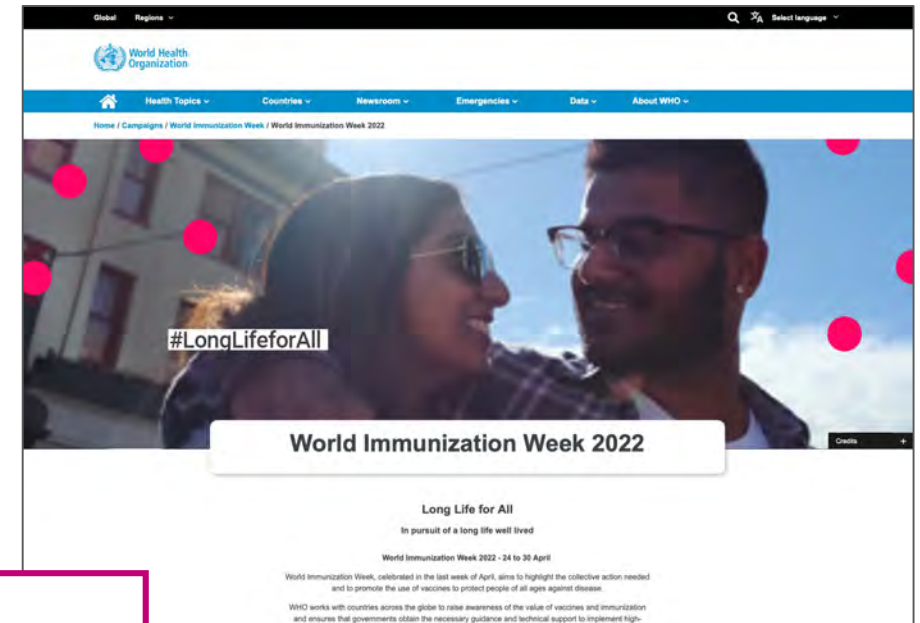 Global Regions
Select language
World Health
Organization
Health Topics Countries Newsroom Emergencies Data About WHO
Home / Campaigns / World Immunization Week / World Immunization Week 2022
#LongLifeforAll
Credits +
World Immunization Week 2022
Long Life for All
In pursuit of a long life well lived
World Immunization Week 2022 - 24 to 30 April
World Immunization Week, celebrated in the last week of April, aims to highlight the collective action needed
and to promote the use of vaccines to protect people of all ages against disease.
WHO works with countries across the globe to raise awareness of the value of vaccines and immunization
and ensures that governments obtain the necessary guidance and technical support to implement high-